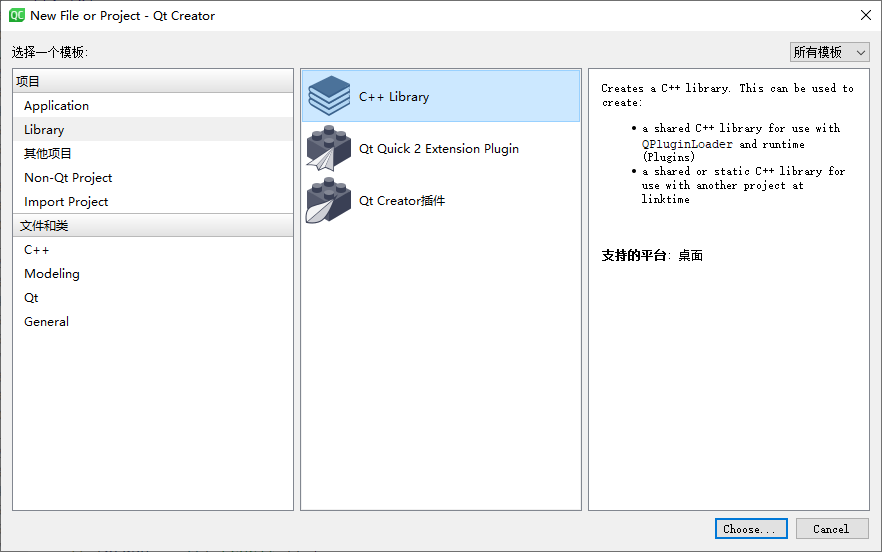 New File or Project - Qt Creator
选择一个模板:
所有模板
项目
Application
Library
其他项目
Non-Qt Project
Import Project
文件和类
C++
Modeling
Qt
General
C++ Library
Qt Quick 2 Extension Plugin
Qt Creator插件
Creates a C++ library. This can be used to
create:
• a shared C++ library for use with
QPluginLoader and runtime
(Plugins)
• a shared or static C++ library for
use with another project at
linktime
支持的平台: 桌面
Choose...
Cancel